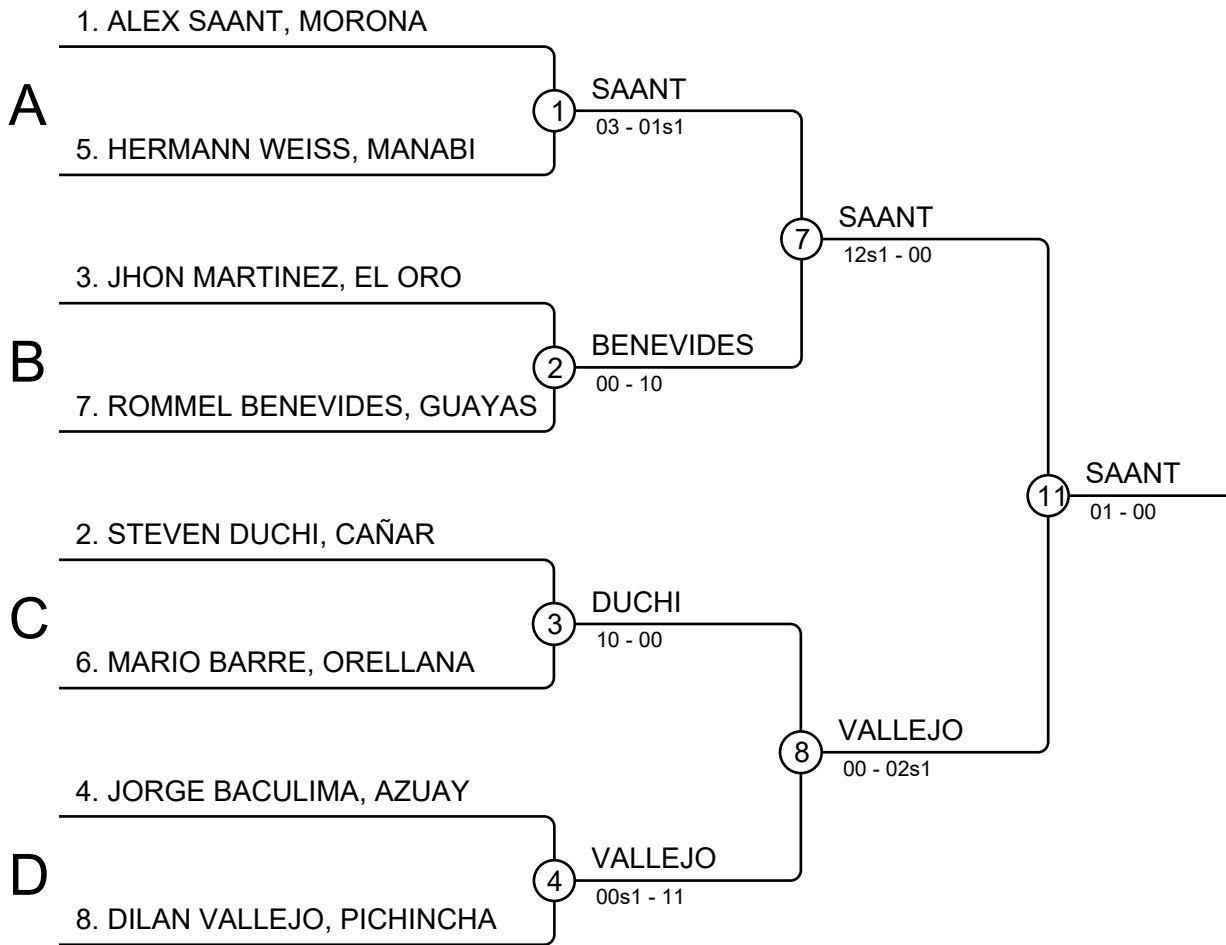 1. ALEX SAANT, MORONA
A
1
SAANT
03 - 01s1
5. HERMANN WEISS, MANABI
7
SAANT
12s1 - 00
3. JHON MARTINEZ, EL ORO
B
2
BENEVIDES
00 - 10
7. ROMMEL BENEVIDES, GUAYAS
11
SAANT
01 - 00
2. STEVEN DUCHI, CAÑAR
C
3
DUCHI
10 - 00
6. MARIO BARRE, ORELLANA
8
VALLEJO
00 - 02s1
4. JORGE BACULIMA, AZUAY
D
4
VALLEJO
00s1 - 11
8. DILAN VALLEJO, PICHINCHA